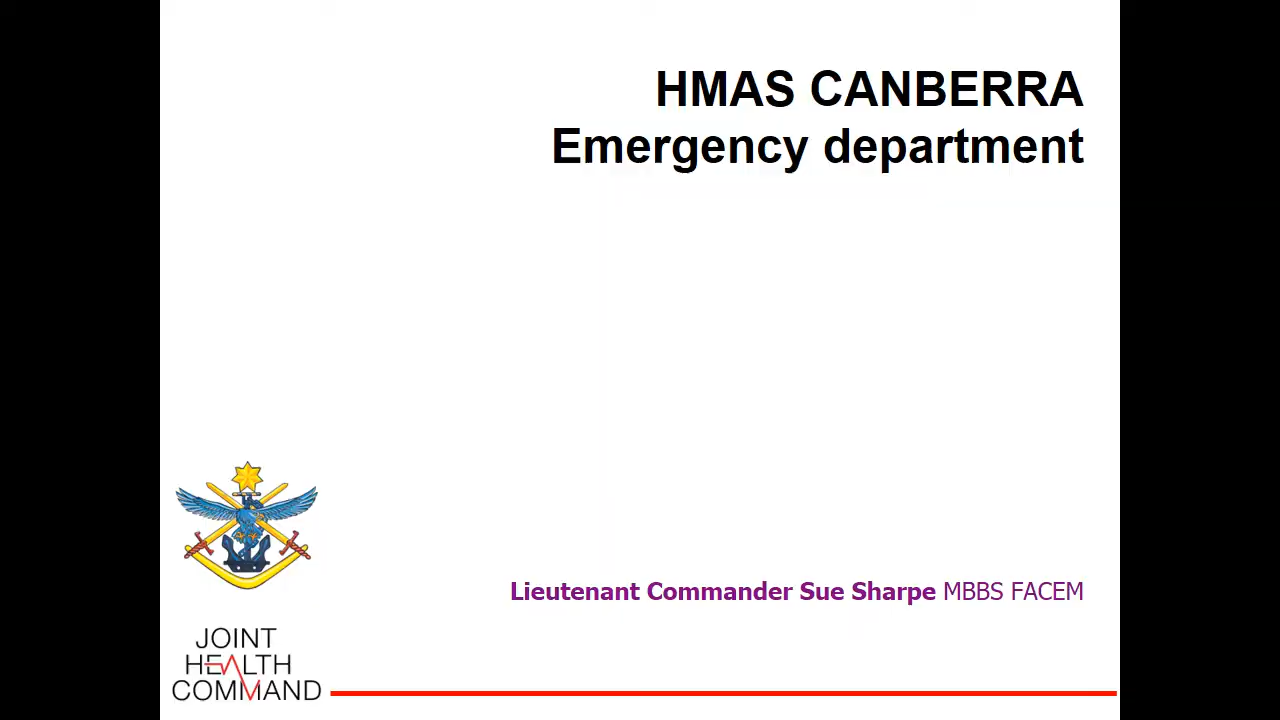 HMAS CANBERRA
Emergency department
Lieutenant Commander Sue Sharpe MBBS FACEM
JOINT
HEALTH
COMMAND